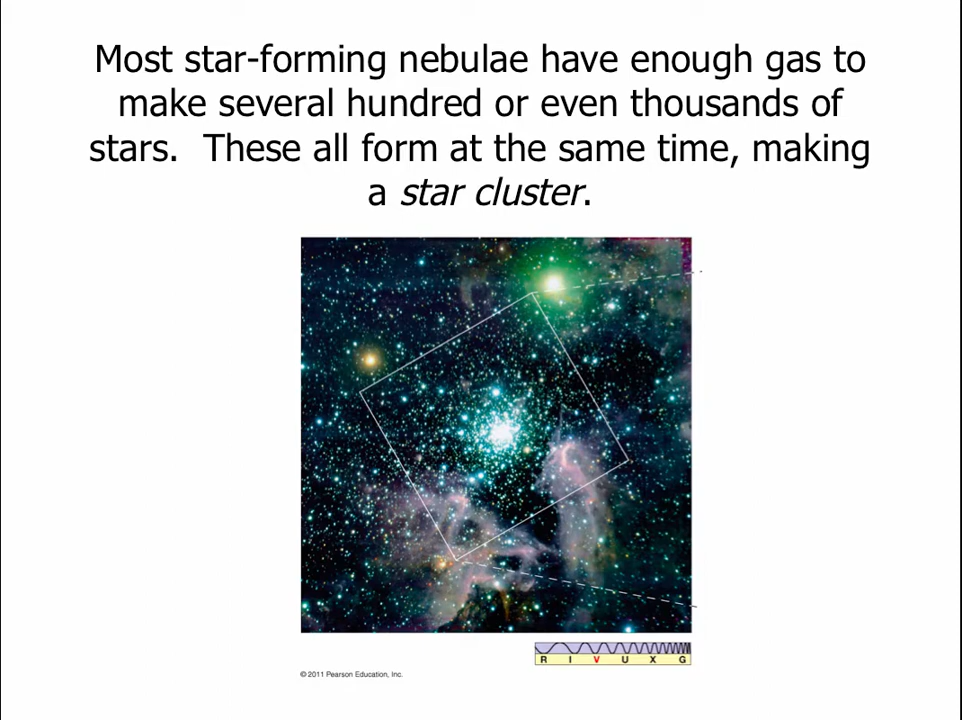 Most star-forming nebulae have enough gas to
make several hundred or even thousands of
stars.  These all form at the same time, making
a star cluster.
R I V U X G
© 2011 Pearson Education, Inc.